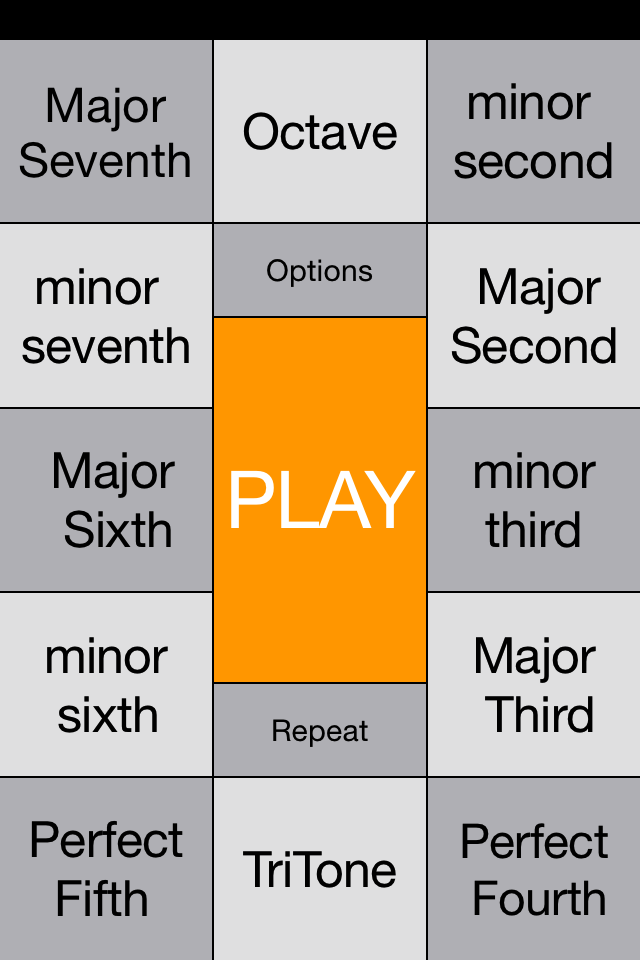 Major
Seventh
Octave
minor
second
minor
seventh
Options
Major
Second
Major
Sixth
PLAY
minor
third
minor
sixth
Major
Third
Repeat
Perfect
Fifth
TriTone
Perfect
Fourth